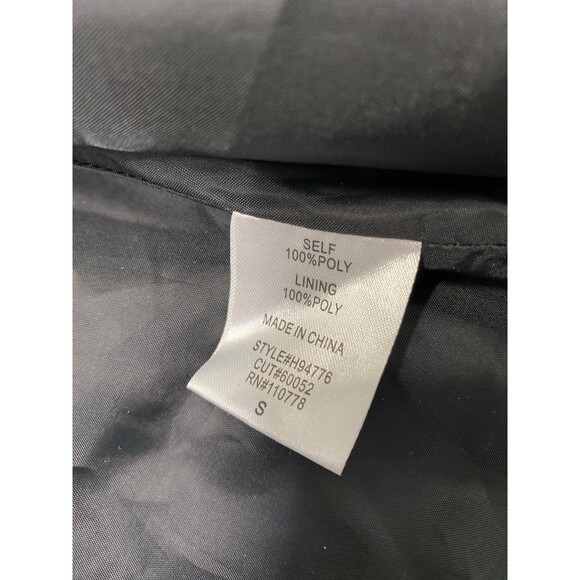 SELF
100%POLY
LINING
100%POLY
MADE IN CHINA
STYLE#H94776
CUT#60052
RN#110778
S